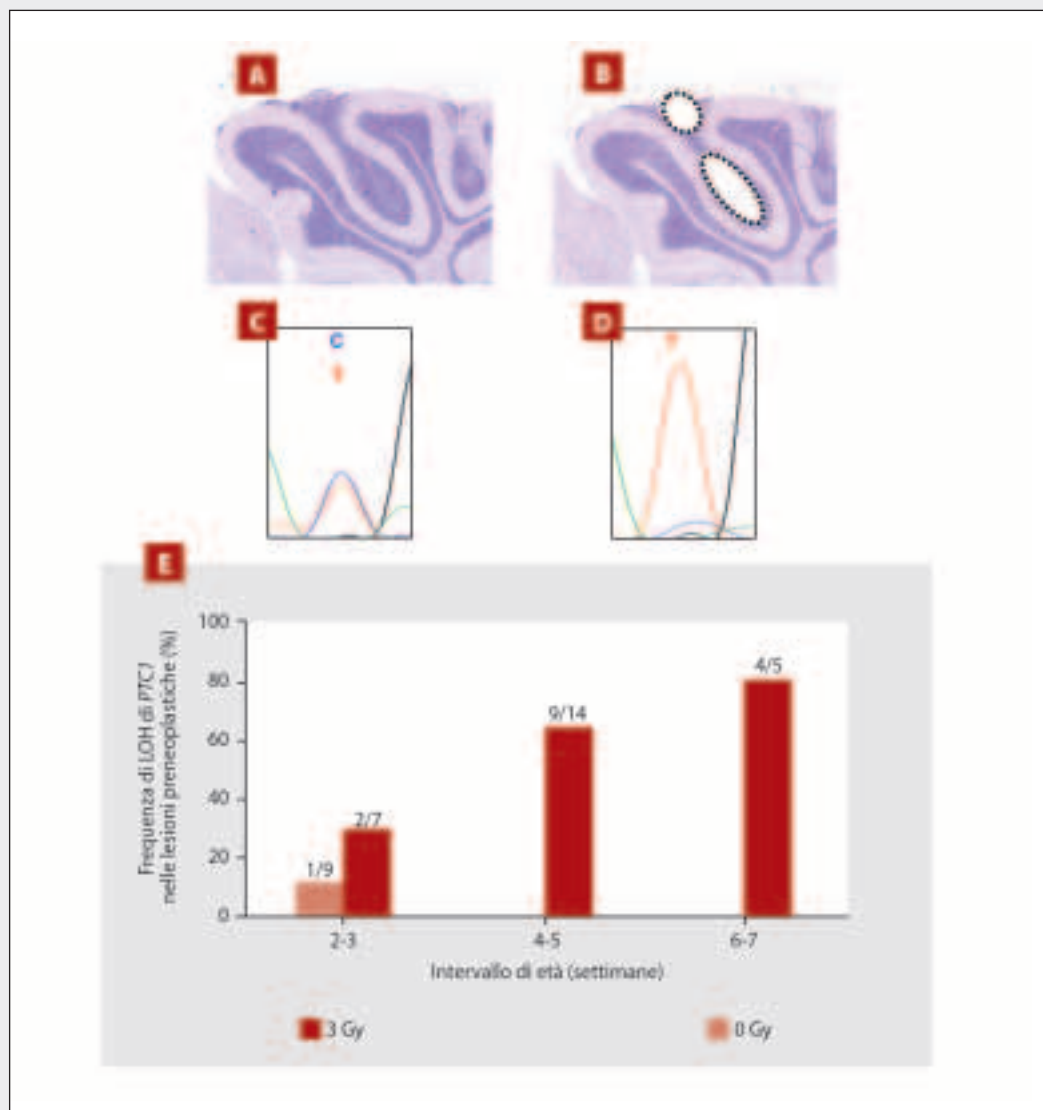 A
B
C
C
D
E
Frequenza di LOH di PTC1
nelle lesioni preneoplastiche (%)
100
80
60
40
20
0
1/9
2/7
9/14
4/5
2-3
4-5
6-7
Intervallo di età (settimane)
3 Gy
0 Gy